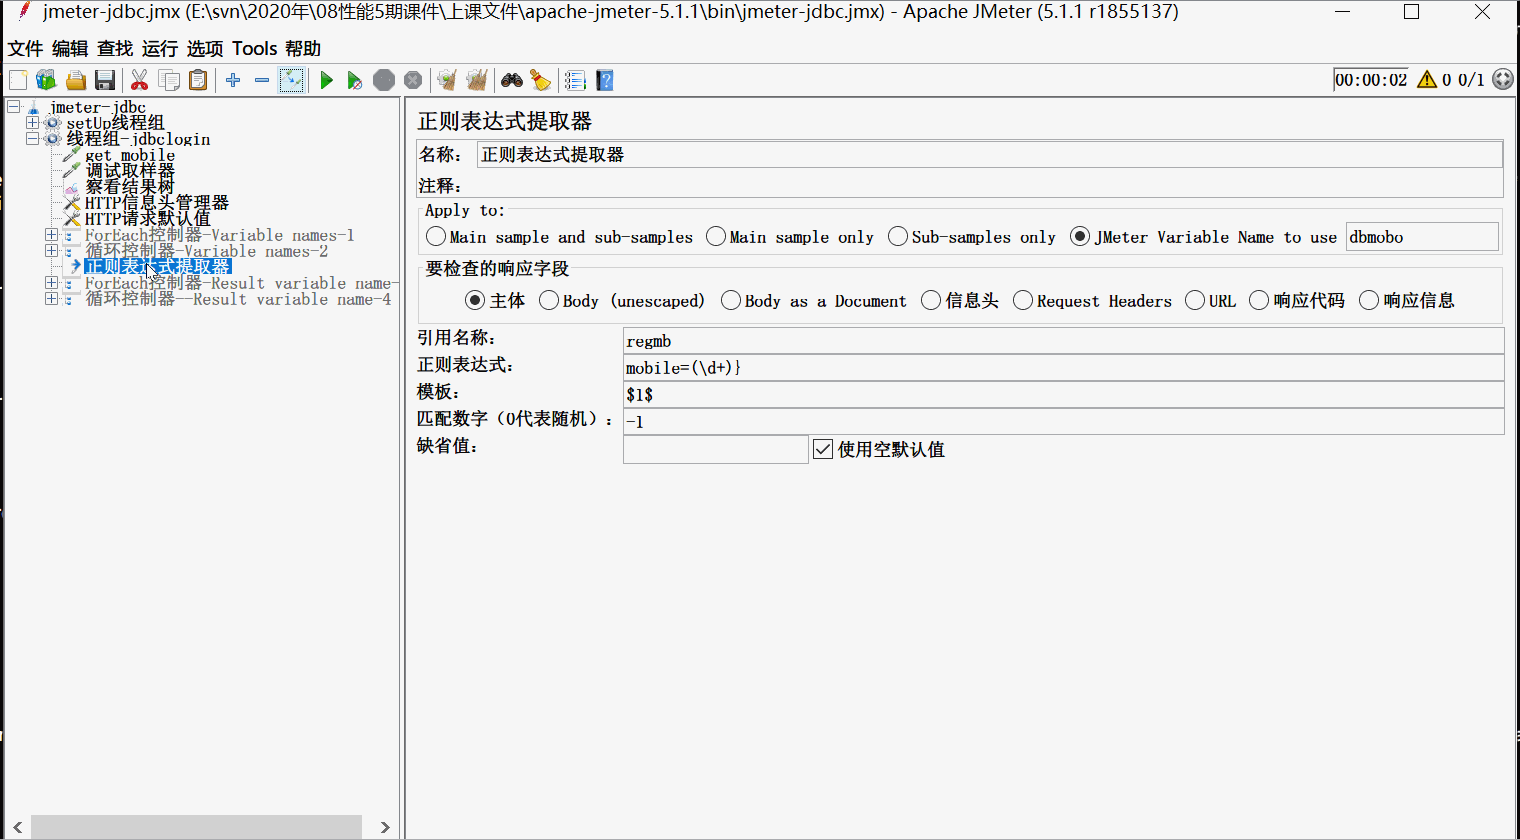 jmeter-jdbc.jmx (E:\svn\2020年\08性能5期课件\上课文件\apache-jmeter-5.1.1\bin\jmeter-jdbc.jmx) - Apache JMeter (5.1.1 r1855137)
文件 编辑 查找 运行 选项 Tools 帮助
00:00:02 0 0/1
jmeter-jdbc
setUp线程组
线程组-jdbclogin
get mobile
调试取样器
察看结果树
HTTP信息头管理器
HTTP请求默认值
ForEach控制器-Variable names-1
循环控制器-Variable names-2
正则表达式提取器
ForEach控制器-Result variable name-
循环控制器--Result variable name-4
正则表达式提取器
名称: 正则表达式提取器
注释:
Apply to:
Main sample and sub-samples Main sample only Sub-samples only JMeter Variable Name to use dbmobo
要检查的响应字段
主体 Body (unescaped) Body as a Document 信息头 Request Headers URL 响应代码 响应信息
引用名称: regmb
正则表达式: mobile=(\d+)}
模板: $1$
匹配数字（0代表随机）: -1
缺省值: 使用空默认值